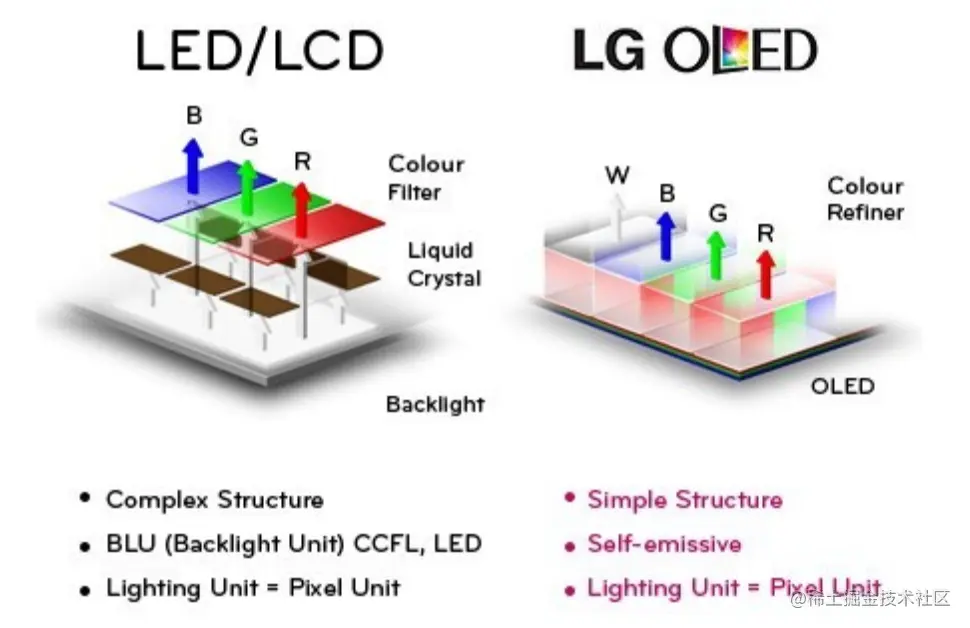 LED/LCD
B
G
R
Colour
Filter
Liquid
Crystal
Backlight
• Complex Structure
• BLU (Backlight Unit) CCFL, LED
• Lighting Unit = Pixel Unit
LG OLED
W
B
G
R
Colour
Refiner
OLED
• Simple Structure
• Self-emissive
• Lighting Unit = Pixel Unit
@稀土掘金技术社区